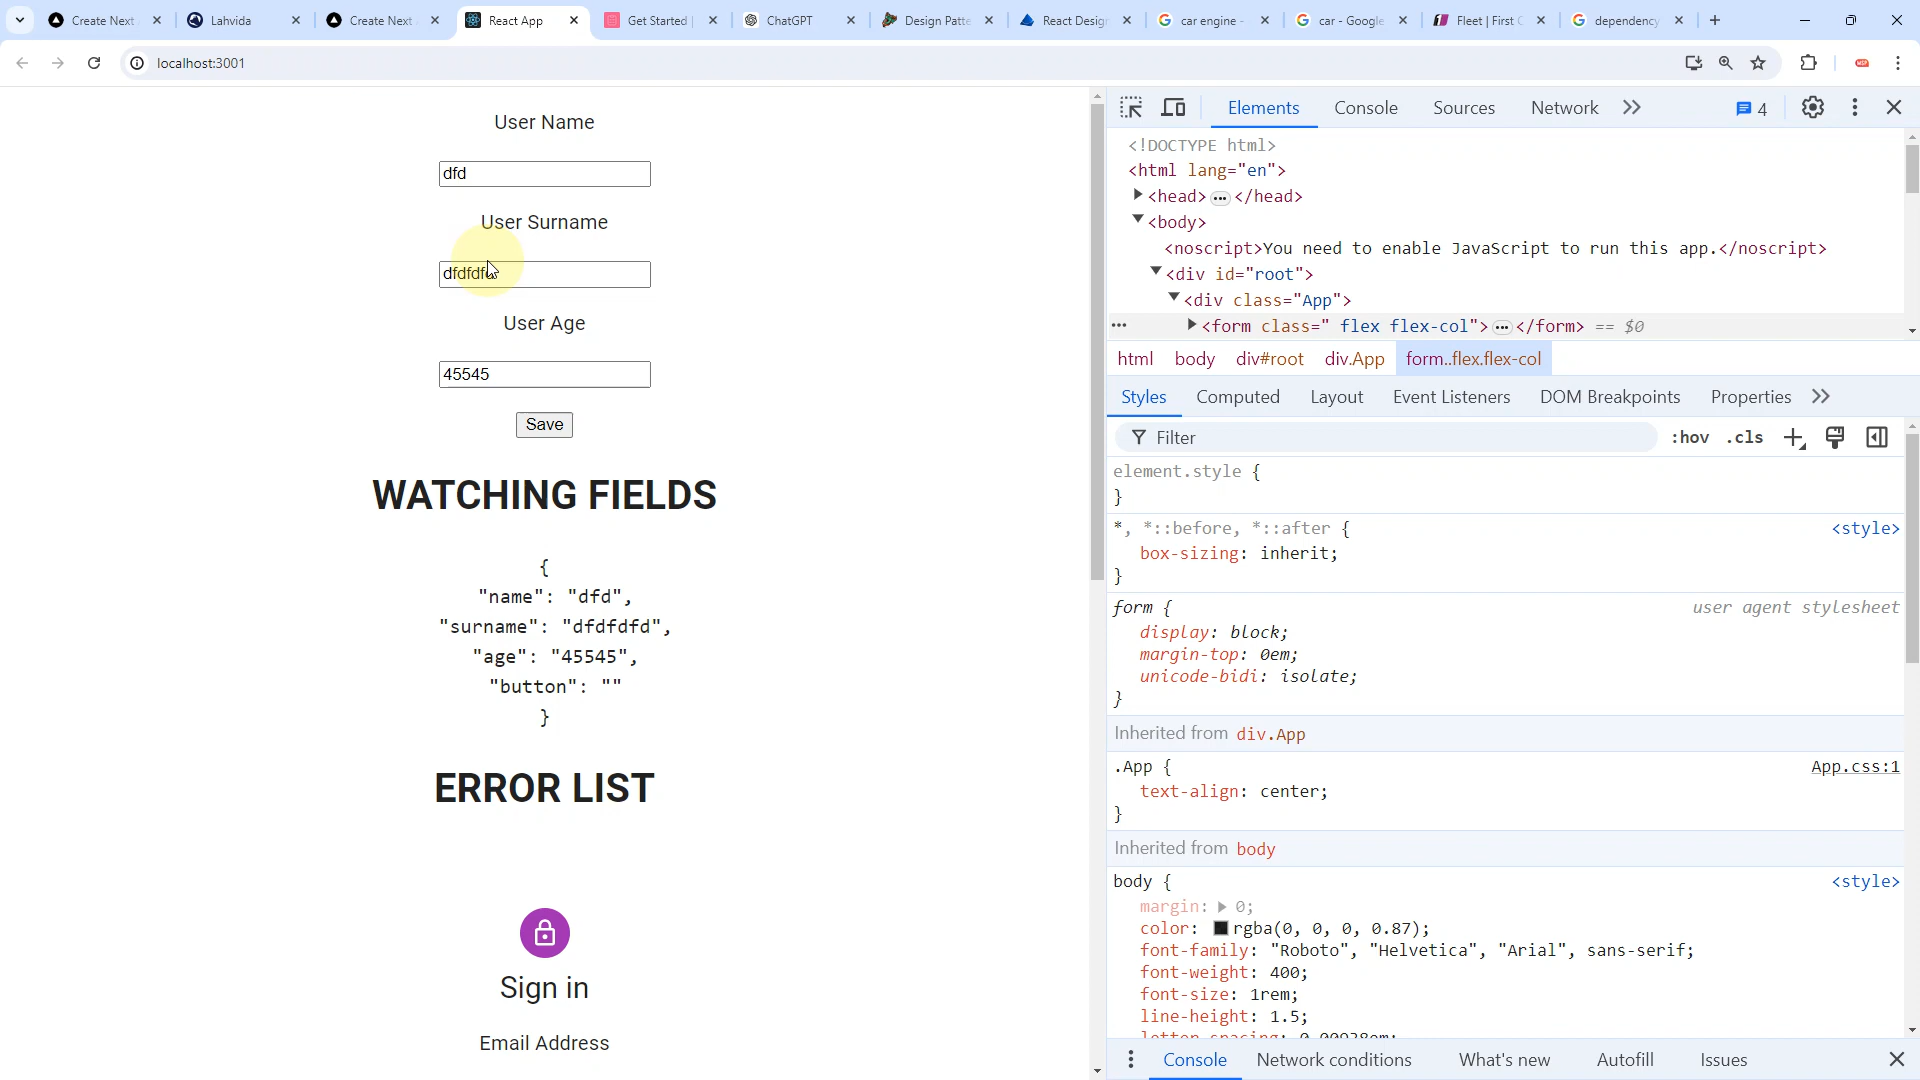 Create Next
Lahvida
Create Next
React App
Get Started
ChatGPT
Design Patte
React Design
car engine -
car - Google
Fleet | First C
dependency
localhost:3001
User Name
dfd
User Surname
User Age
45545
Save
WATCHING FIELDS
{
"name": "dfd",
"surname": "dfdfdfd",
"age": "45545",
"button": ""
}
ERROR LIST
Sign in
Email Address
Elements
Console
Sources
Network
4
<!DOCTYPE html>
<html lang="en">
<head> … </head>
<body>
<noscript>You need to enable JavaScript to run this app.</noscript>
<div id="root">
<div class="App">
<form class=" flex flex-col"> … </form> == $0
html body div#root div.App form..flex.flex-col
Styles Computed Layout Event Listeners DOM Breakpoints Properties
Filter :hov .cls
element.style {
}
*, *::before, *::after { <style>
box-sizing: inherit;
}
form { user agent stylesheet
display: block;
margin-top: 0em;
unicode-bidi: isolate;
}
Inherited from div.App
.App { App.css:1
text-align: center;
}
Inherited from body
body { <style>
margin: 0;
color: rgba(0, 0, 0, 0.87);
font-family: "Roboto", "Helvetica", "Arial", sans-serif;
font-weight: 400;
font-size: 1rem;
line-height: 1.5;
letter-spacing: 0.00938em;
Console Network conditions What's new Autofill Issues